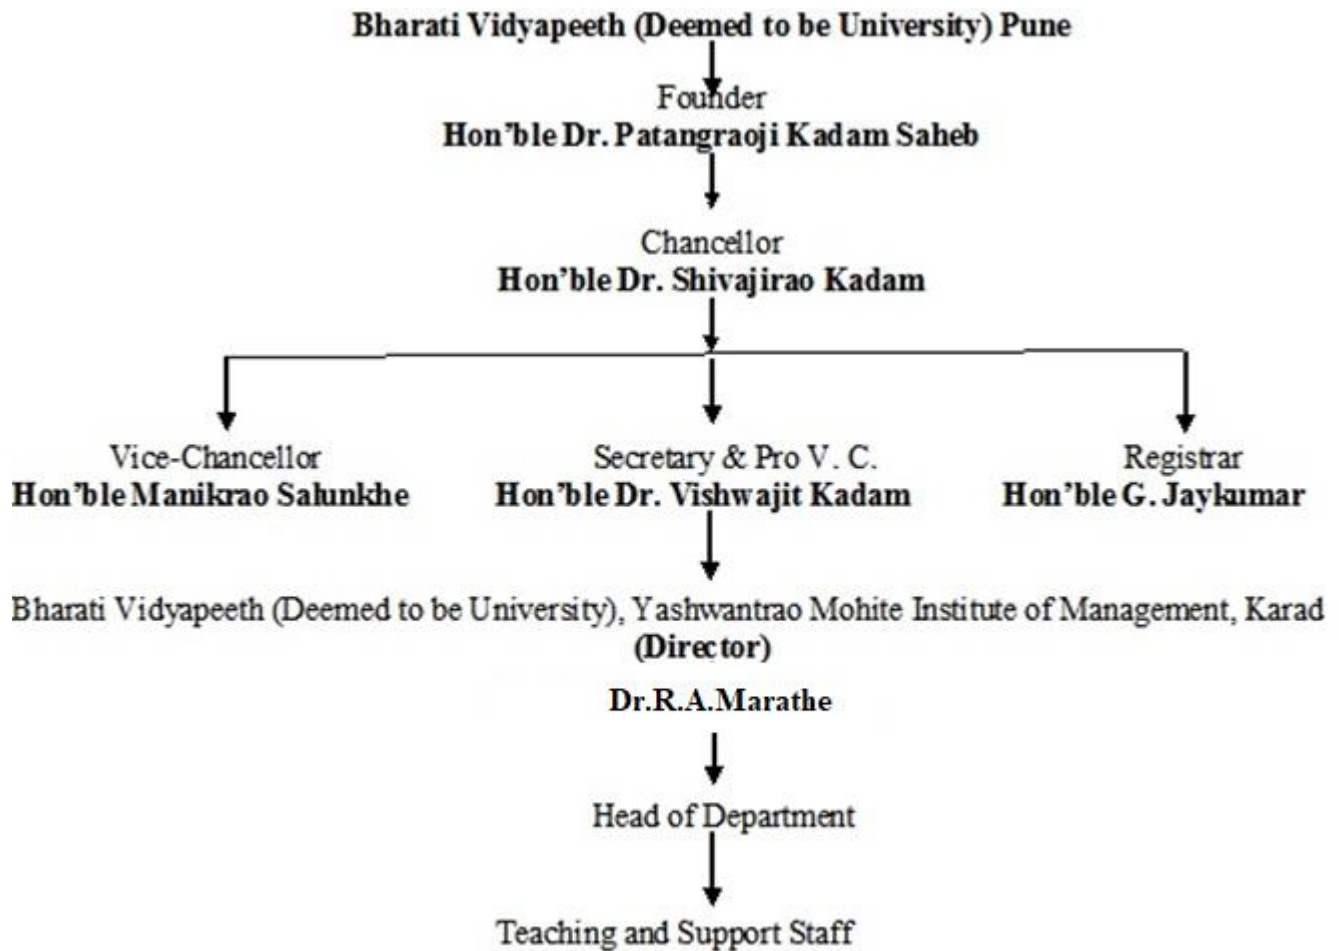 Bharati Vidyapeeth (Deemed to be University) Pune
Founder
Hon'ble Dr. Patangraoji Kadam Saheb
Chancellor
Hon'ble Dr. Shivajirao Kadam
Vice-Chancellor
Hon'ble Manikrao Salunkhe
Secretary & Pro V. C.
Hon'ble Dr. Vishwajit Kadam
Registrar
Hon'ble G. Jaykumar
Bharati Vidyapeeth (Deemed to be University), Yashwantrao Mohite Institute of Management, Karad
(Director)
Dr.R.A.Marathe
Head of Department
Teaching and Support Staff